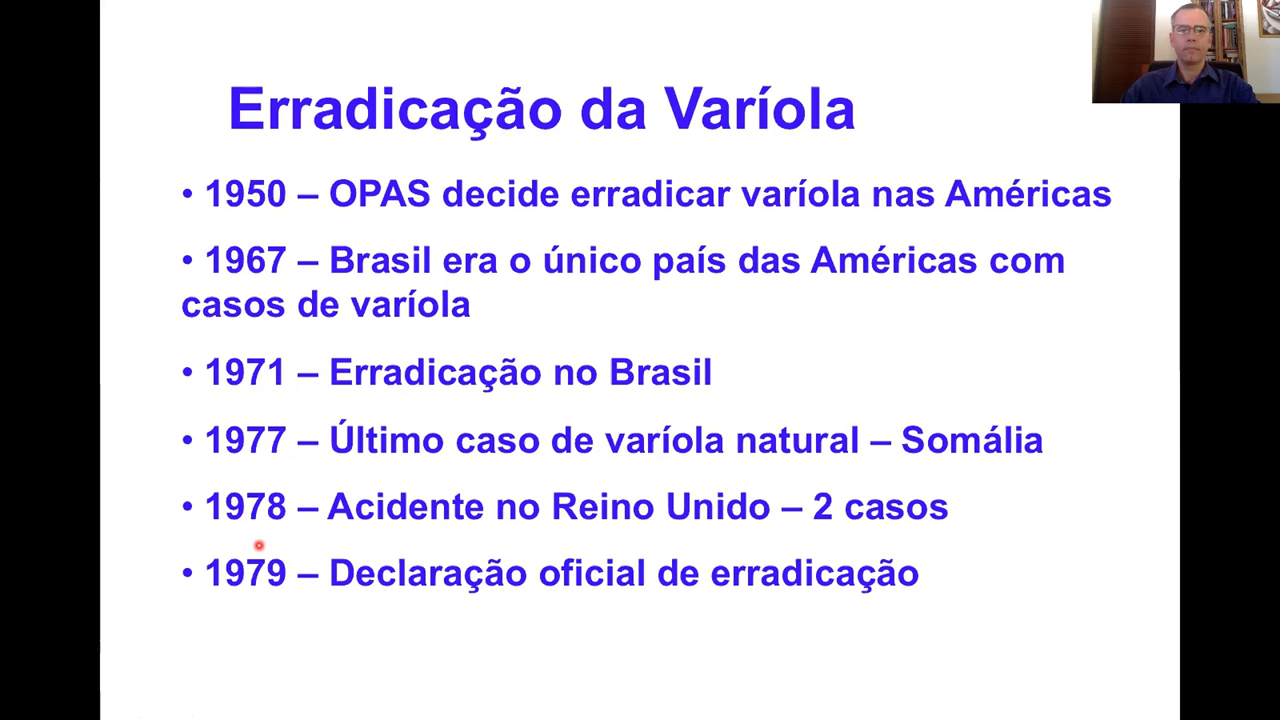 Erradicação da Varíola
• 1950 – OPAS decide erradicar varíola nas Américas
• 1967 – Brasil era o único país das Américas com
casos de varíola
• 1971 – Erradicação no Brasil
• 1977 – Último caso de varíola natural – Somália
• 1978 – Acidente no Reino Unido – 2 casos
• 1979 – Declaração oficial de erradicação